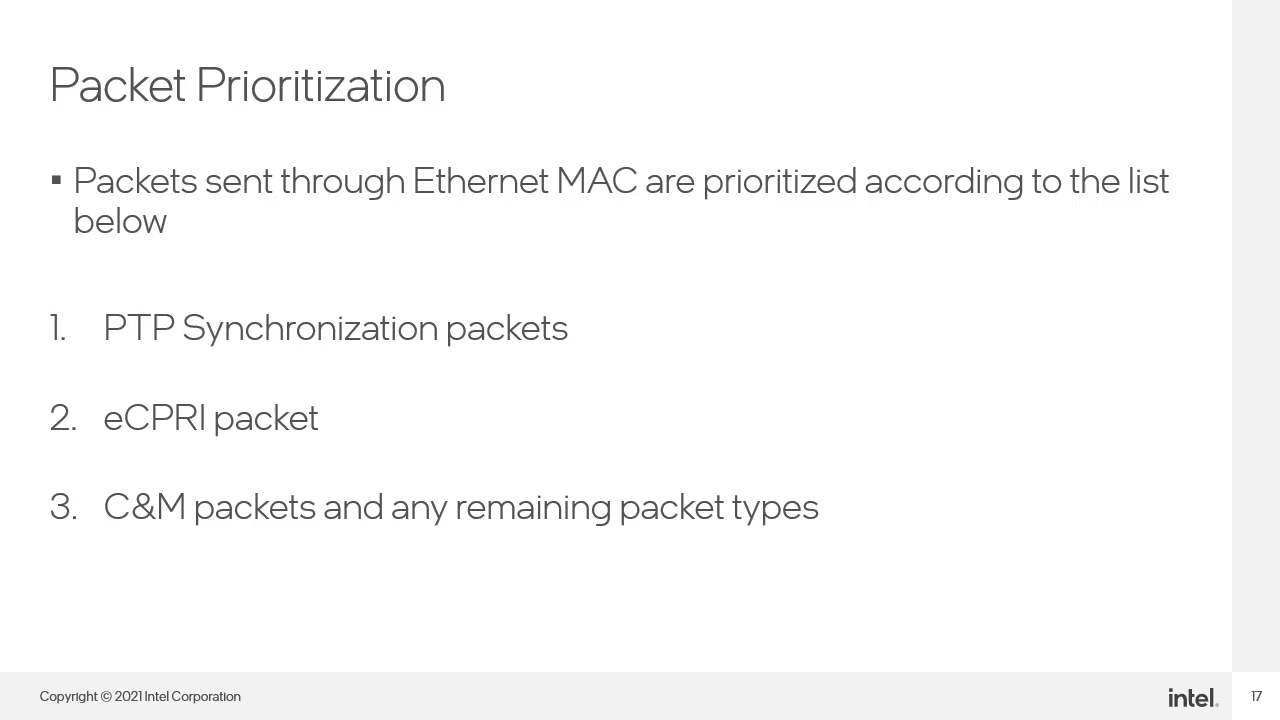 Packet Prioritization
▪ Packets sent through Ethernet MAC are prioritized according to the list
below
1. PTP Synchronization packets
2. eCPRI packet
3. C&M packets and any remaining packet types
Copyright © 2021 Intel Corporation
intel.
17